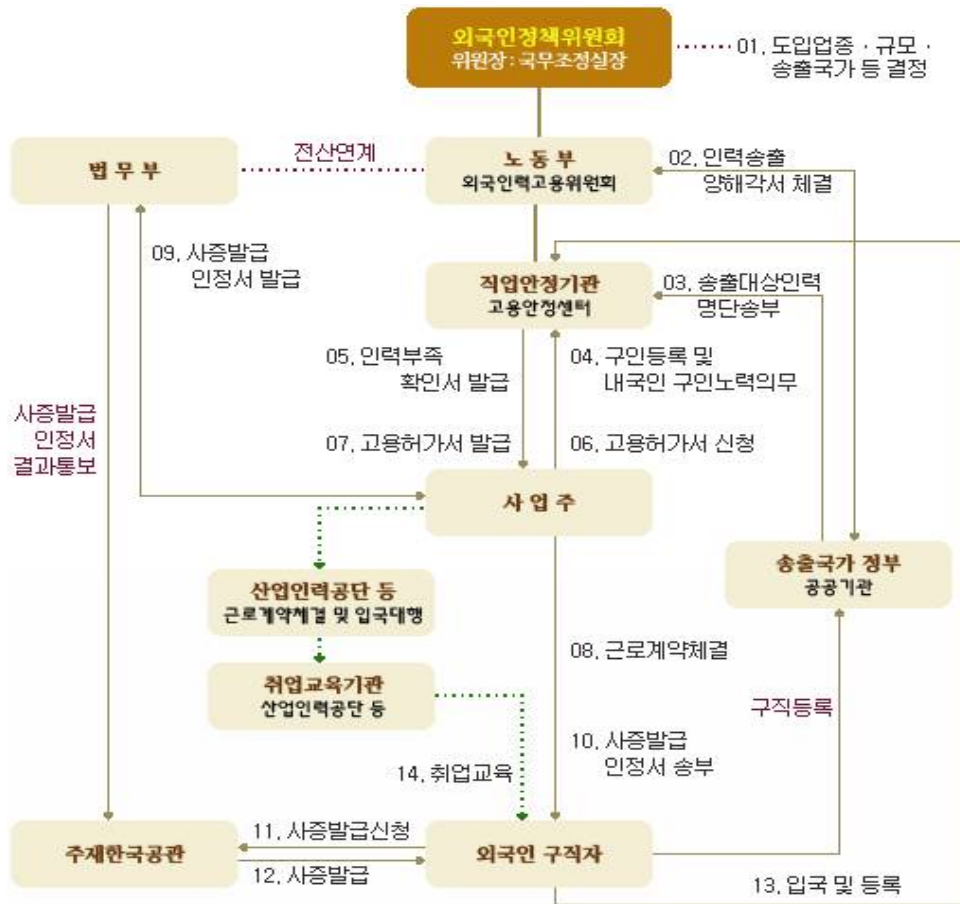 외국인정책위원회
위원장 : 국무조정실장
01. 도입업종 · 규모 ·
송출국가 등 결정
법 무 부
전산연계
노 동 부
외국인력고용위원회
02. 인력송출
양해각서 체결
09. 사증발급
인정서 발급
직업안정기관
고용안정센터
03. 송출대상인력
명단송부
05. 인력부족
확인서 발급
04. 구인등록 및
내국인 구인노력의무
사증발급
인정서
결과통보
07. 고용허가서 발급
06. 고용허가서 신청
사 업 주
송출국가 정부
공공기관
산업인력공단 등
근로계약체결 및 입국대행
08. 근로계약체결
취업교육기관
산업인력공단 등
구직등록
10. 사증발급
인정서 송부
14. 취업교육
주재한국공관
11. 사증발급신청
12. 사증발급
외국인 구직자
13. 입국 및 등록